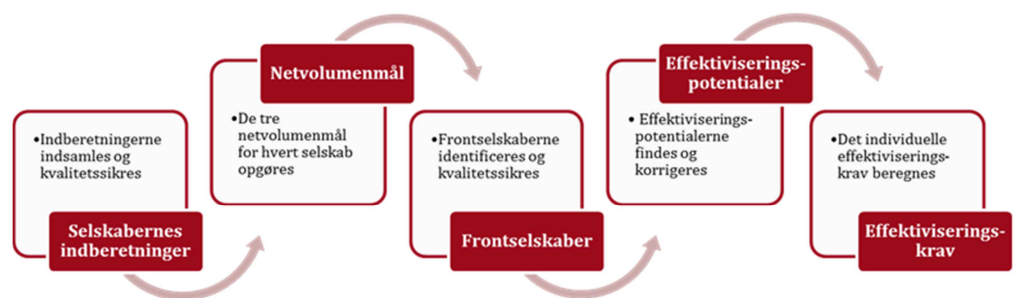 •Indberetningerne
indsamles og
kvalitetssikres
Selskabernes
indberetninger
Netvolumenmål
•De tre
netvolumenmål
for hvert selskab
opgøres
•Frontselskaberne
identificeres og
kvalitetssikres
Frontselskaber
Effektiviserings-
potentialer
• Effektiviserings-
potentialerne
findes og
korrigeres
•Det individuelle
effektiviserings-
krav beregnes
Effektiviserings-
krav